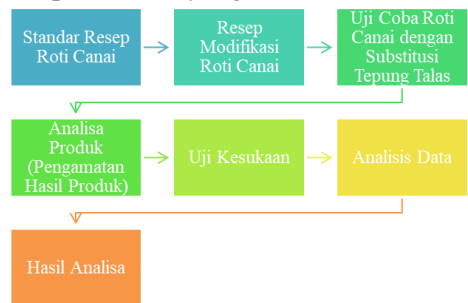 Standar Resep
Roti Canai
Resep
Modifikasi
Roti Canai
Uji Coba Roti
Canai dengan
Substitusi
Tepung Talas
Analisa
Produk
(Pengamatan
Hasil Produk)
Uji Kesukaan
Analisis Data
Hasil Analisa